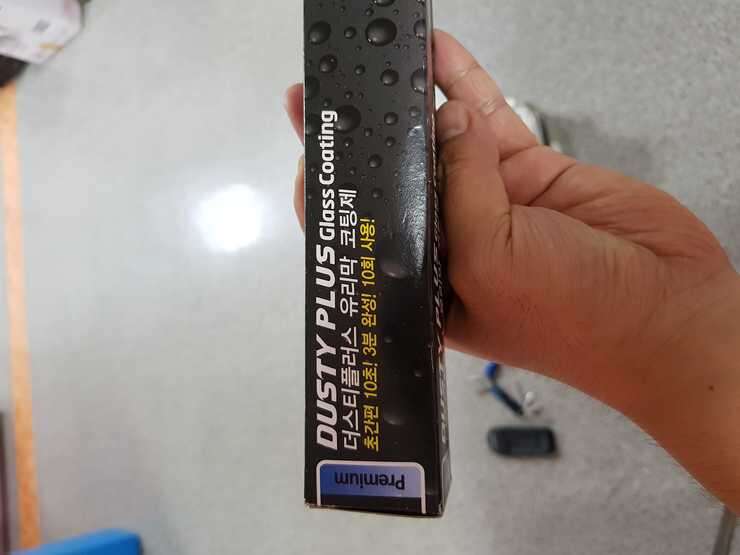 DUSTY PLUS Glass Coating
더스티플러스 유리막 코팅제
초간편 10초! 3분 완성! 10회 사용!
Premium